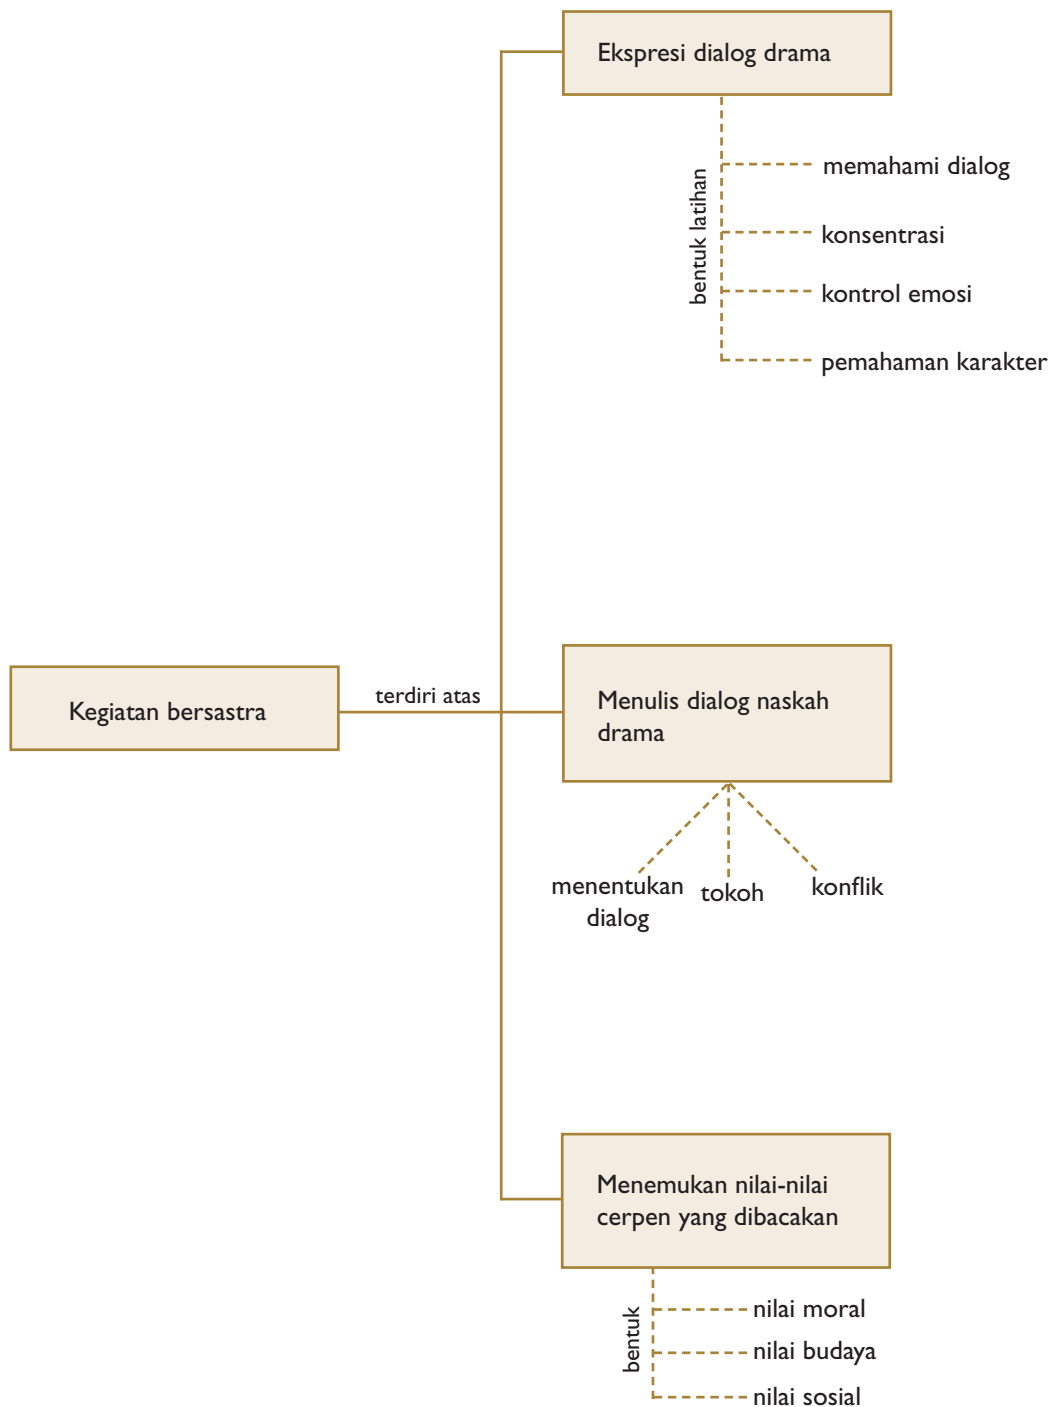 Ekspresi dialog drama
bentuk latihan
memahami dialog
konsentrasi
kontrol emosi
pemahaman karakter
Kegiatan bersastra
terdiri atas
Menulis dialog naskah
drama
menentukan
dialog
tokoh
konflik
Menemukan nilai-nilai
cerpen yang dibacakan
bentuk
nilai moral
nilai budaya
nilai sosial